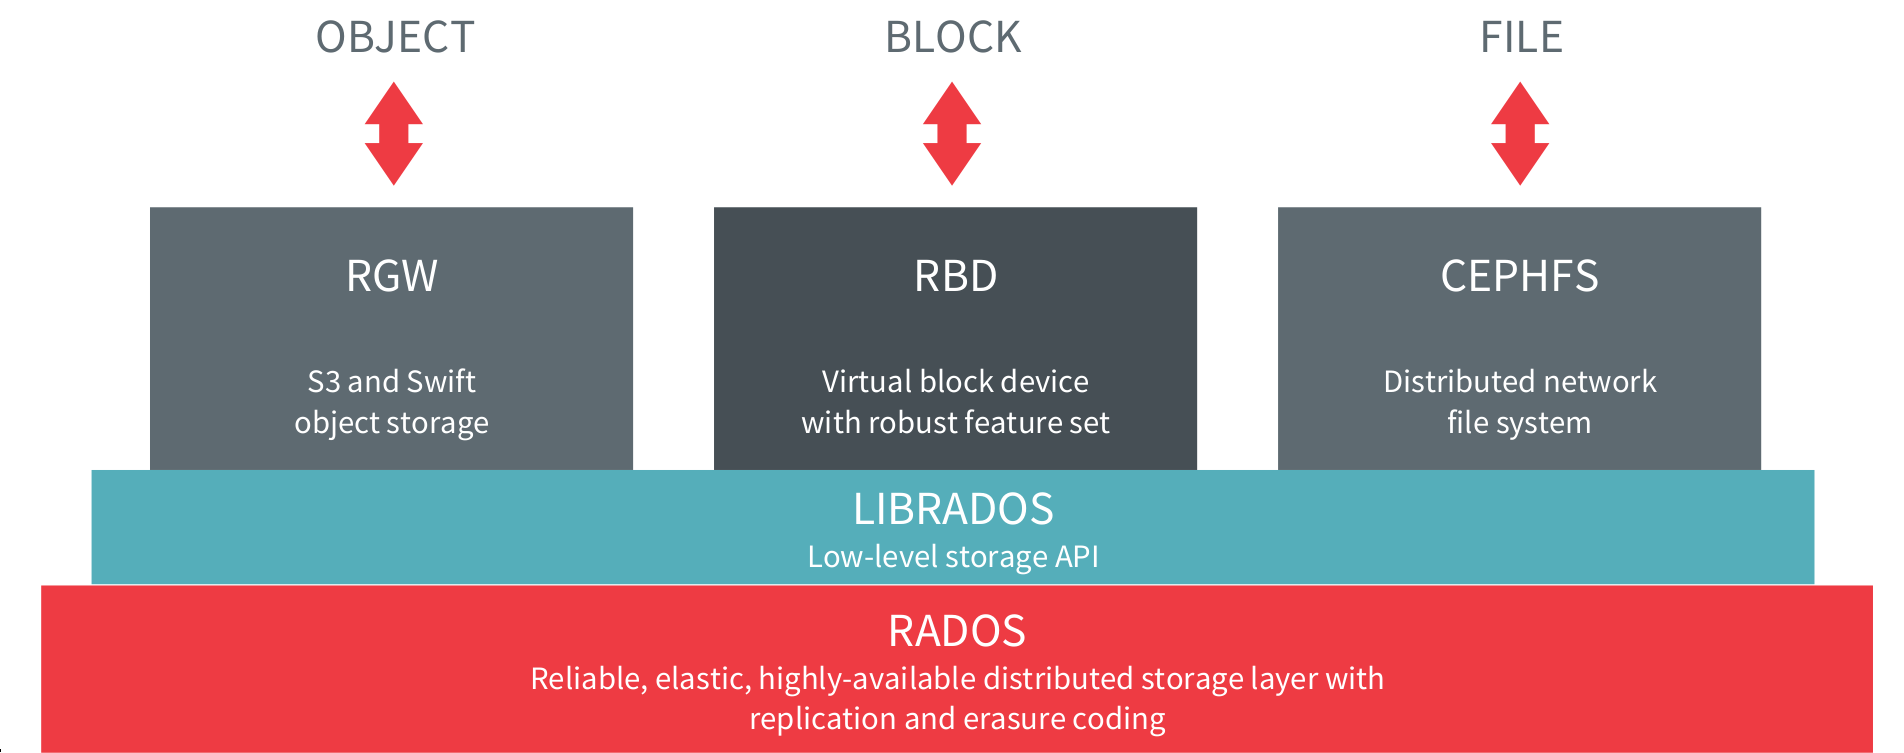 OBJECT
BLOCK
FILE
RGW
S3 and Swift
object storage
RBD
Virtual block device
with robust feature set
CEPHFS
Distributed network
file system
LIBRADOS
Low-level storage API
RADOS
Reliable, elastic, highly-available distributed storage layer with
replication and erasure coding